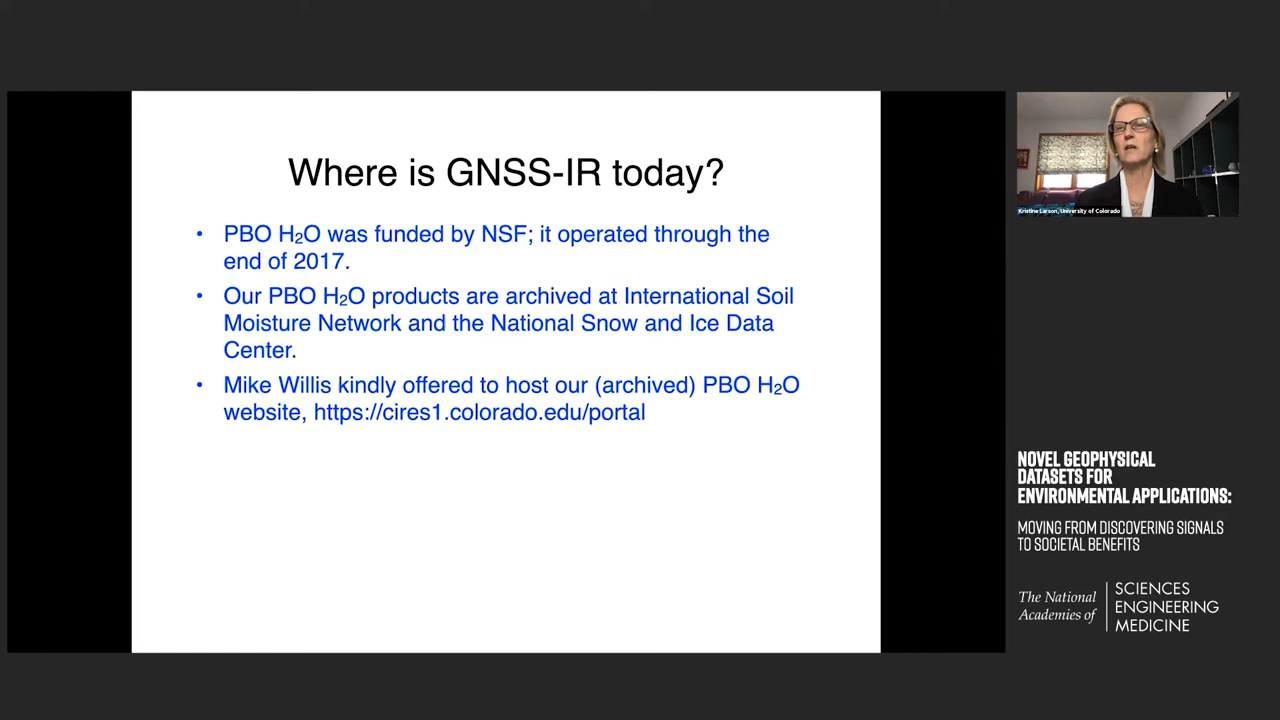 Where is GNSS-IR today?
• PBO H₂O was funded by NSF; it operated through the
end of 2017.
• Our PBO H₂O products are archived at International Soil
Moisture Network and the National Snow and Ice Data
Center.
• Mike Willis kindly offered to host our (archived) PBO H₂O
website, https://cires1.colorado.edu/portal
Kristine Larson, University of Colorado
NOVEL GEOPHYSICAL
DATASETS FOR
ENVIRONMENTAL APPLICATIONS:
MOVING FROM DISCOVERING SIGNALS
TO SOCIETAL BENEFITS
The National
Academies of
SCIENCES
ENGINEERING
MEDICINE